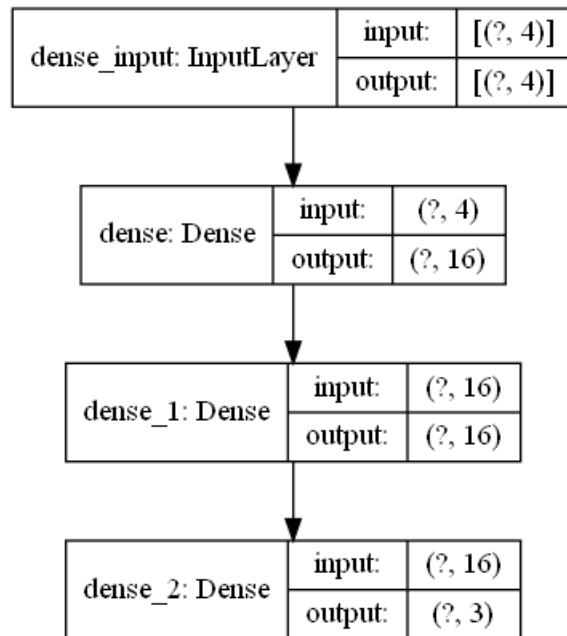 dense_input: InputLayer
input: [(?, 4)]
output: [(?, 4)]
dense: Dense
input: (?, 4)
output: (?, 16)
dense_1: Dense
input: (?, 16)
output: (?, 16)
dense_2: Dense
input: (?, 16)
output: (?, 3)